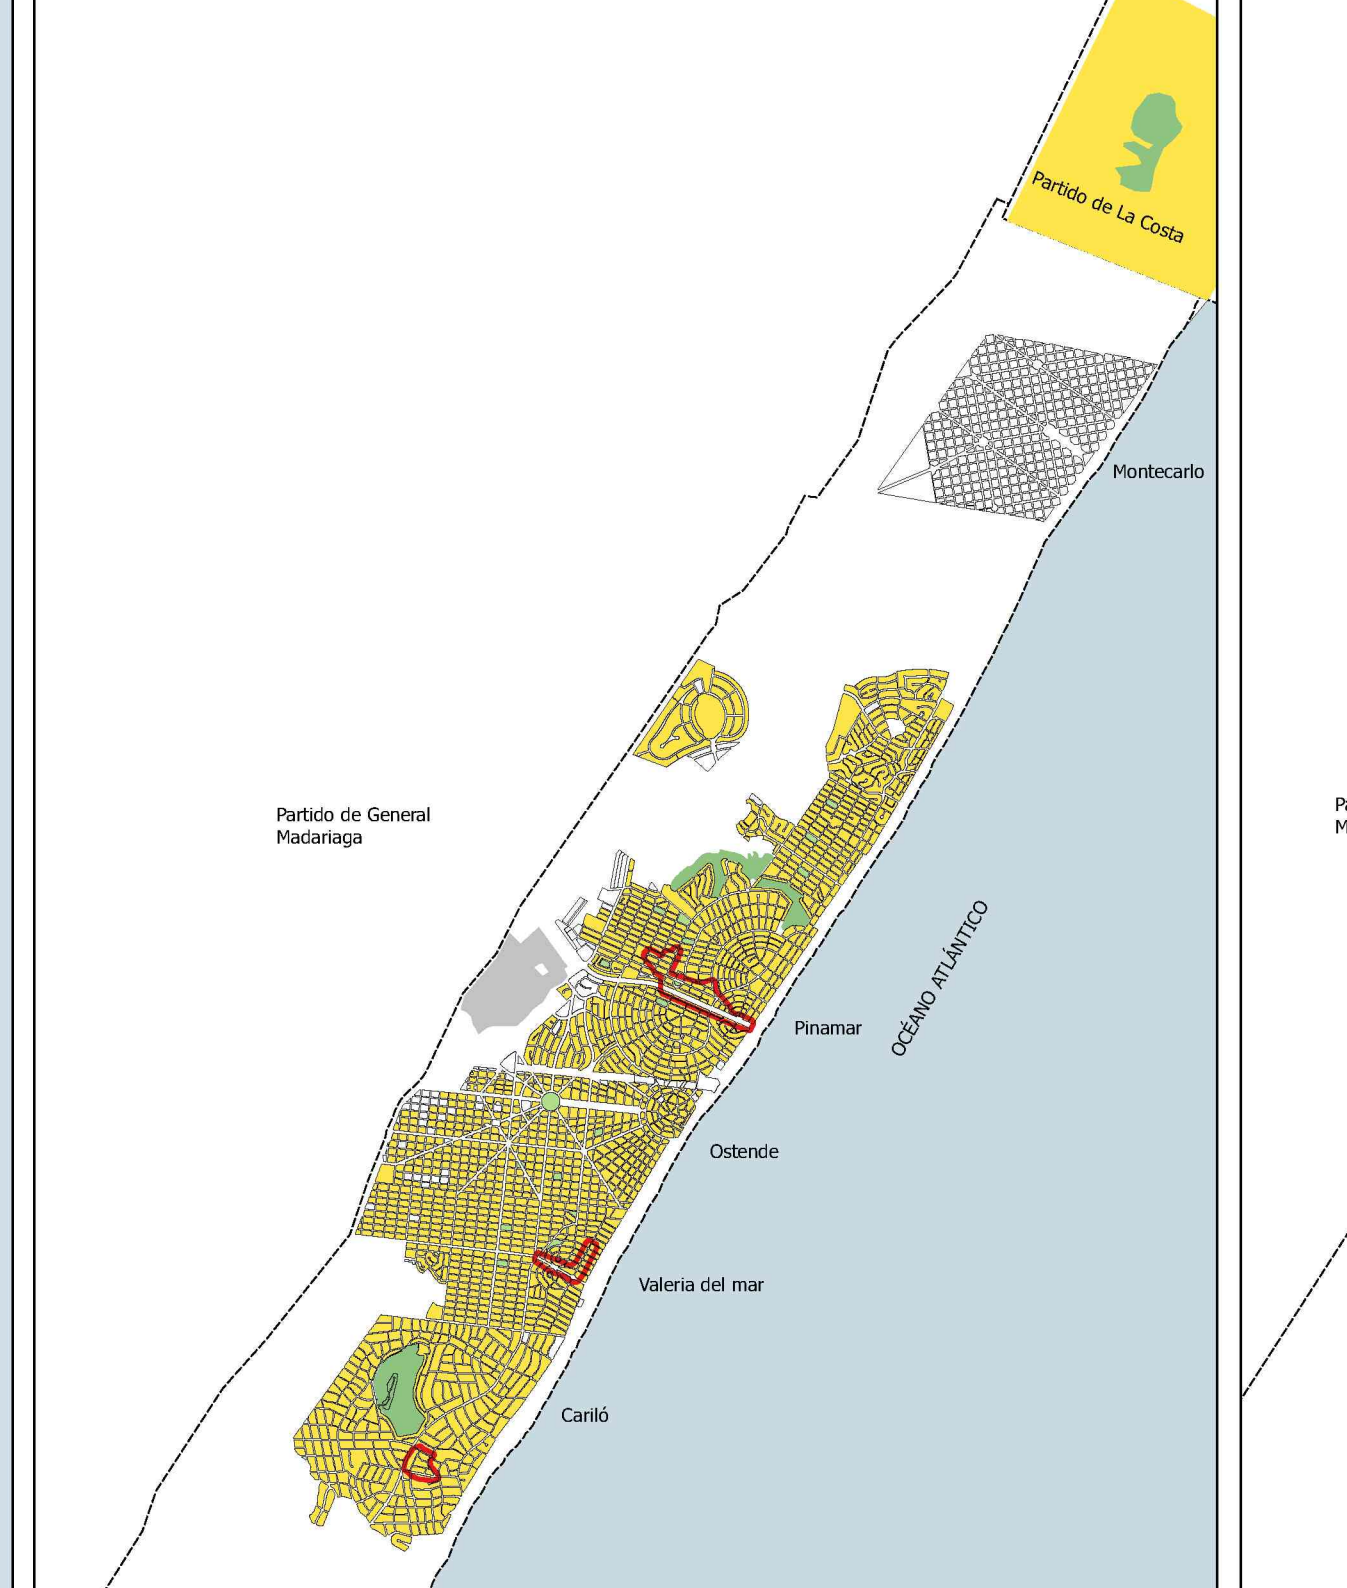 Partido de La Costa
Montecarlo
Partido de General
Madariaga
OCÉANO ATLÁNTICO
Pinamar
Ostende
Valeria del mar
Cariló